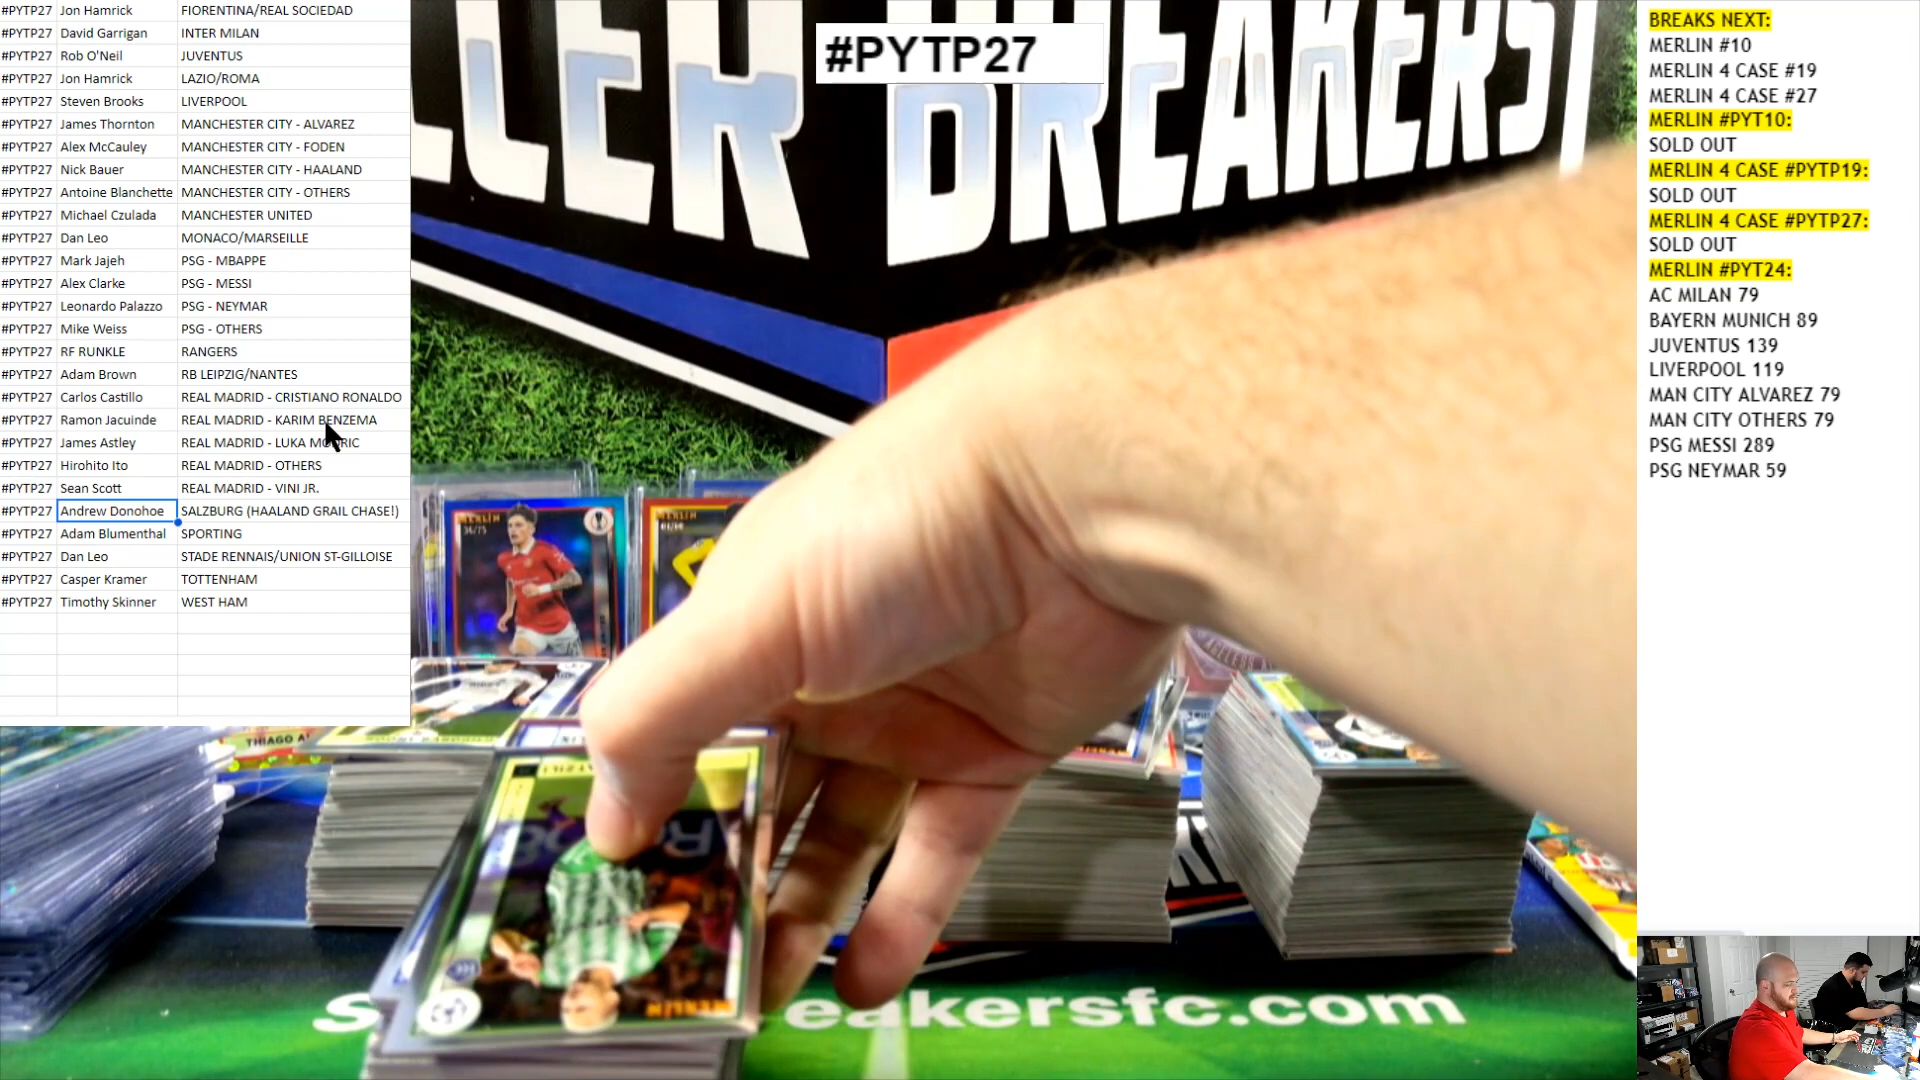 #PYTP27 Jon Hamrick FIORENTINA/REAL SOCIEDAD
#PYTP27 David Garrigan INTER MILAN
#PYTP27 Rob O'Neil JUVENTUS
#PYTP27 Jon Hamrick LAZIO/ROMA
#PYTP27 Steven Brooks LIVERPOOL
#PYTP27 James Thornton MANCHESTER CITY - ALVAREZ
#PYTP27 Alex McCauley MANCHESTER CITY - FODEN
#PYTP27 Nick Bauer MANCHESTER CITY - HAALAND
#PYTP27 Antoine Blanchette MANCHESTER CITY - OTHERS
#PYTP27 Michael Czulada MANCHESTER UNITED
#PYTP27 Dan Leo MONACO/MARSEILLE
#PYTP27 Mark Jajeh PSG - MBAPPE
#PYTP27 Alex Clarke PSG - MESSI
#PYTP27 Leonardo Palazzo PSG - NEYMAR
#PYTP27 Mike Weiss PSG - OTHERS
#PYTP27 RF RUNKLE RANGERS
#PYTP27 Adam Brown RB LEIPZIG/NANTES
#PYTP27 Carlos Castillo REAL MADRID - CRISTIANO RONALDO
#PYTP27 Ramon Jacuinde REAL MADRID - KARIM BENZEMA
#PYTP27 James Astley REAL MADRID - LUKA MODRIC
#PYTP27 Hirohito Ito REAL MADRID - OTHERS
#PYTP27 Sean Scott REAL MADRID - VINI JR.
#PYTP27 Andrew Donohoe SALZBURG (HAALAND GRAIL CHASE!)
#PYTP27 Adam Blumenthal SPORTING
#PYTP27 Dan Leo STADE RENNAIS/UNION ST-GILLOISE
#PYTP27 Casper Kramer TOTTENHAM
#PYTP27 Timothy Skinner WEST HAM
#PYTP27
CCER BREAKERS
MERLIN
36/75
MERLIN
THIAGO
MERLIN
eakersfc.com
BREAKS NEXT:
MERLIN #10
MERLIN 4 CASE #19
MERLIN 4 CASE #27
MERLIN #PYT10:
SOLD OUT
MERLIN 4 CASE #PYTP19:
SOLD OUT
MERLIN 4 CASE #PYTP27:
SOLD OUT
MERLIN #PYT24:
AC MILAN 79
BAYERN MUNICH 89
JUVENTUS 139
LIVERPOOL 119
MAN CITY ALVAREZ 79
MAN CITY OTHERS 79
PSG MESSI 289
PSG NEYMAR 59